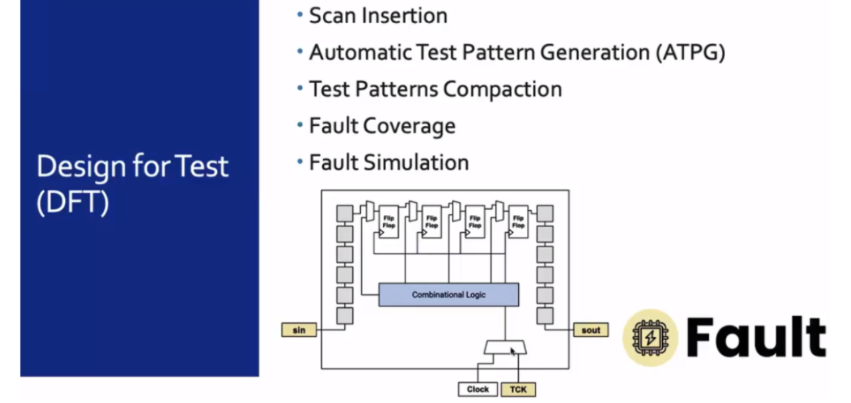 Design for Test
(DFT)
• Scan Insertion
• Automatic Test Pattern Generation (ATPG)
• Test Patterns Compaction
• Fault Coverage
• Fault Simulation
Flip
Flop
Flip
Flop
Flip
Flop
Flip
Flop
Combinational Logic
sin
sout
Clock
TCK
Fault